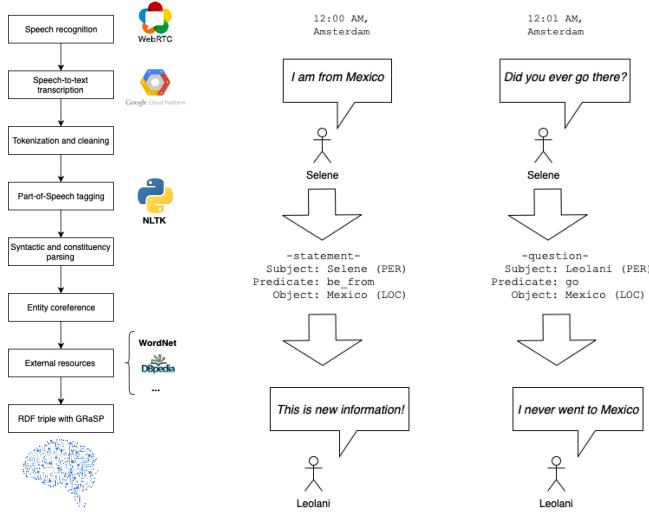 Speech recognition
WebRTC
Speech-to-text
transcription
Google Cloud Platform
Tokenization and cleaning
Part-of-Speech tagging
NLTK
Syntactic and constituency
parsing
Entity coreference
External resources
WordNet
DBpedia
...
RDF triple with GRaSP
12:00 AM,
Amsterdam
I am from Mexico
Selene
-statement-
Subject: Selene (PER)
Predicate: be_from
Object: Mexico (LOC)
This is new information!
Leolani
12:01 AM,
Amsterdam
Did you ever go there?
Selene
-question-
Subject: Leolani (PER)
Predicate: go
Object: Mexico (LOC)
I never went to Mexico
Leolani